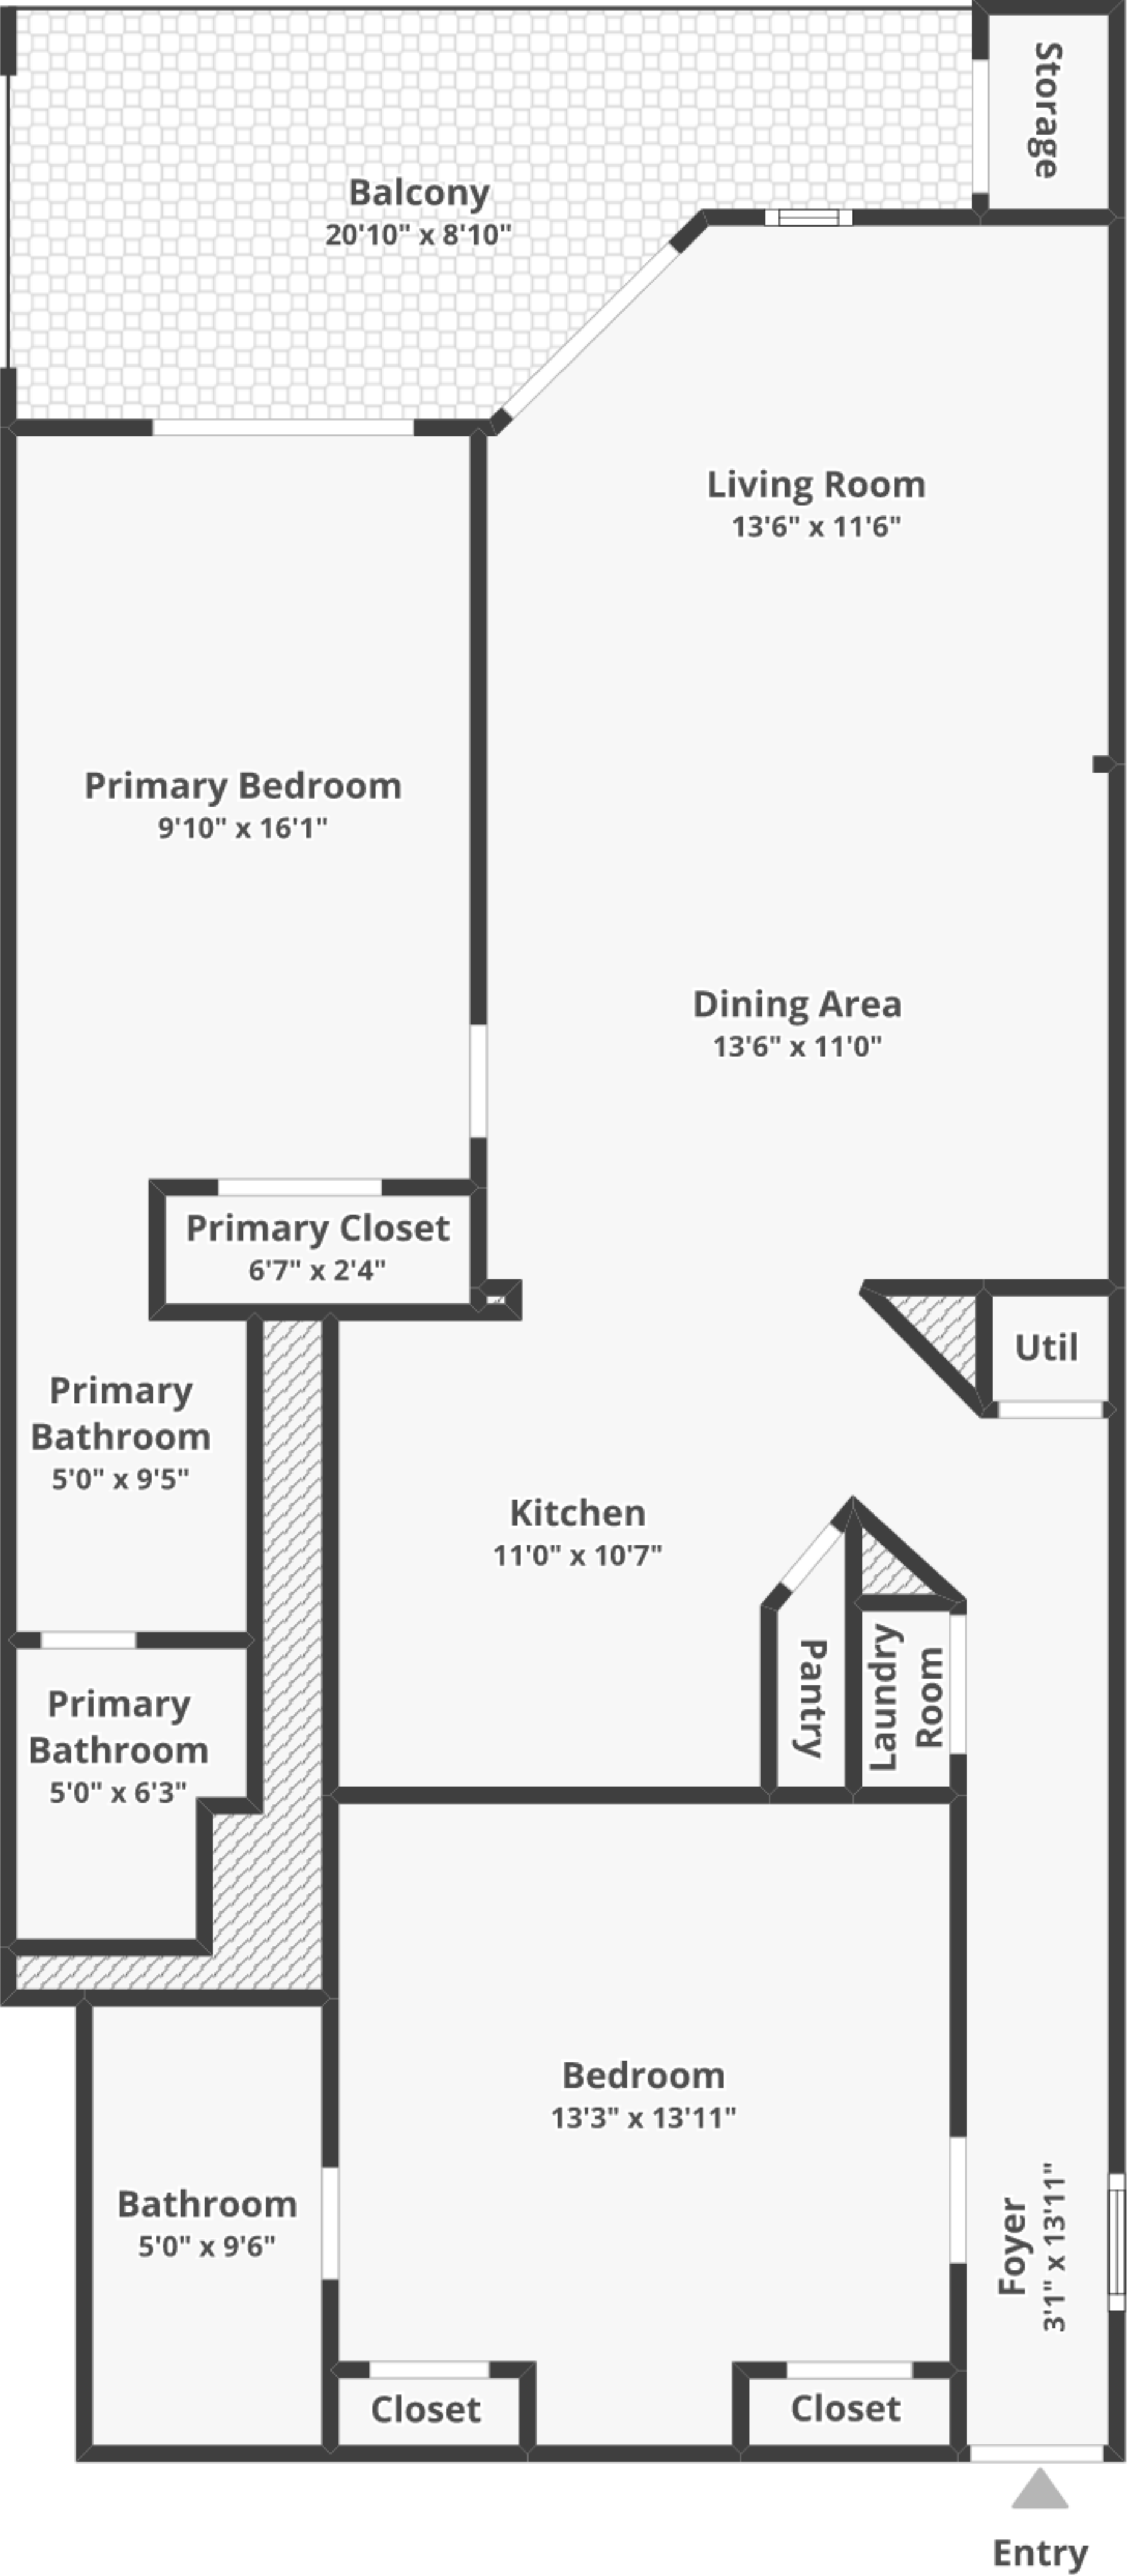 Storage
Balcony
20'10" x 8'10"
Living Room
13'6" x 11'6"
Primary Bedroom
9'10" x 16'1"
Dining Area
13'6" x 11'0"
Primary Closet
6'7" x 2'4"
Util
Primary
Bathroom
5'0" x 9'5"
Kitchen
11'0" x 10'7"
Pantry
Laundry
Room
Primary
Bathroom
5'0" x 6'3"
Bedroom
13'3" x 13'11"
Bathroom
5'0" x 9'6"
Foyer
3'1" x 13'11"
Closet
Closet
Entry